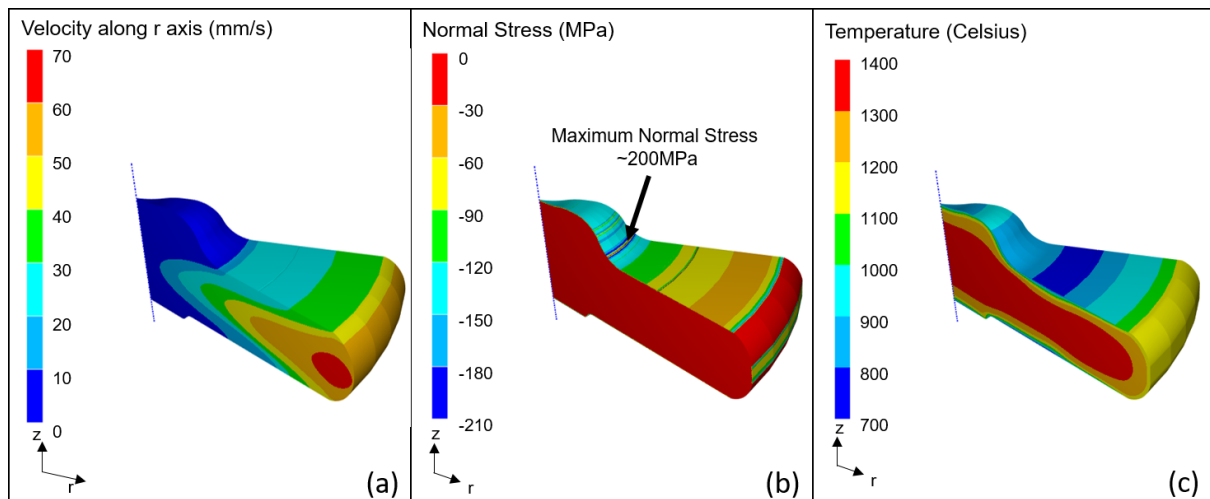 Velocity along r axis (mm/s)
70
60
50
40
30
20
10
0
z
r
(a)
Normal Stress (MPa)
0
-30
-60
-90
-120
-150
-180
-210
Maximum Normal Stress
~200MPa
z
r
(b)
Temperature (Celsius)
1400
1300
1200
1100
1000
900
800
700
z
r
(c)